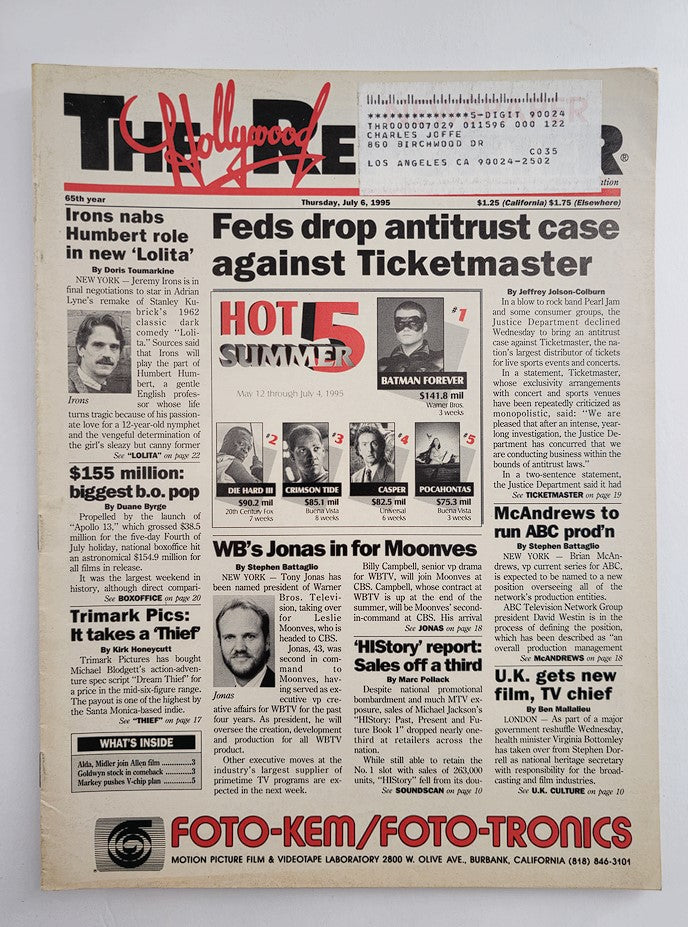 THE Hollywood RE R®
***************5-DIGIT 90024
THR000007029 011596 000 122
CHARLES JOFFE
860 BIRCHWOOD DR
C035
LOS ANGELES CA 90024-2502
65th year
Thursday, July 6, 1995
$1.25 (California) $1.75 (Elsewhere)
Irons nabs
Humbert role
in new ‘Lolita’
By Doris Toumarkine
NEW YORK — Jeremy Irons is in
final negotiations to star in Adrian
Lyne's remake of Stanley Ku-
brick's 1962
classic dark
comedy “Loli-
ta.” Sources said
that Irons will
play the part of
Humbert Hum-
bert, a gentle
English profes-
sor whose life
Irons
turns tragic because of his passion-
ate love for a 12-year-old nymphet
and the vengeful determination of
the girl's sleazy but canny former
See “LOLITA” on page 22
$155 million:
biggest b.o. pop
By Duane Byrge
Propelled by the launch of
“Apollo 13,” which grossed $38.5
million for the five-day Fourth of
July holiday, national boxoffice hit
an astronomical $154.9 million for
all films in release.
It was the largest weekend in
history, although direct compari-
See BOXOFFICE on page 20
Trimark Pics:
It takes a ‘Thief’
By Kirk Honeycutt
Trimark Pictures has bought
Michael Blodgett's action-adven-
ture spec script “Dream Thief” for
a price in the mid-six-figure range.
The payout is one of the highest by
the Santa Monica-based indie.
See “THIEF” on page 17
WHAT'S INSIDE
Alda, Midler join Allen film ............3
Goldwyn stock in comeback ..........3
Markey pushes V-chip plan ..........5
Feds drop antitrust case
against Ticketmaster
HOT 5
SUMMER
May 12 through July 4, 1995
#1
BATMAN FOREVER
$141.8 mil
Warner Bros.
3 weeks
#2
DIE HARD III
$90.2 mil
20th Century Fox
7 weeks
#3
CRIMSON TIDE
$85.1 mil
Buena Vista
8 weeks
#4
CASPER
$82.5 mil
Universal
6 weeks
#5
POCAHONTAS
$75.3 mil
Buena Vista
3 weeks
By Jeffrey Jolson-Colburn
In a blow to rock band Pearl Jam
and some consumer groups, the
Justice Department declined
Wednesday to bring an antitrust
case against Ticketmaster, the na-
tion's largest distributor of tickets
for live sports events and concerts.
In a statement, Ticketmaster,
whose exclusivity arrangements
with concert and sports venues
have been repeatedly criticized as
monopolistic, said: “We are
pleased that after an intense, year-
long investigation, the Justice De-
partment has concurred that we
are conducting business within the
bounds of antitrust laws.”
In a two-sentence statement,
the Justice Department said it had
See TICKETMASTER on page 19
WB's Jonas in for Moonves
By Stephen Battaglio
NEW YORK — Tony Jonas has
been named president of Warner
Bros. Televi-
sion, taking over
for Leslie
Moonves, who is
headed to CBS.
Jonas, 43, was
second in com-
mand to
Moonves, hav-
ing served as ex-
ecutive vp cre-
Jonas
ative affairs for WBTV for the past
four years. As president, he will
oversee the creation, development
and production for all WBTV
product.
Other executive moves at the
industry's largest supplier of
primetime TV programs are ex-
pected in the next week.
Billy Campbell, senior vp drama
for WBTV, will join Moonves at
CBS. Campbell, whose contract at
WBTV is up at the end of the
summer, will be Moonves' second-
in-command at CBS. His arrival
See JONAS on page 18
‘HIStory’ report:
Sales off a third
By Marc Pollack
Despite national promotional
bombardment and much MTV ex-
posure, sales of Michael Jackson's
“HIStory: Past, Present and Fu-
ture Book 1” dropped nearly one-
third at retailers across the
nation.
While still able to retain the
No. 1 slot with sales of 263,000
units, “HIStory” fell from its dou-
See SOUNDSCAN on page 10
McAndrews to
run ABC prod'n
By Stephen Battaglio
NEW YORK — Brian McAn-
drews, vp current series for ABC,
is expected to be named to a new
position overseeing all of the
network's production entities.
ABC Television Network Group
president David Westin is in the
process of defining the position,
which has been described as “an
overall production management
See McANDREWS on page 18
U.K. gets new
film, TV chief
By Ben Mallalieu
LONDON — As part of a major
government reshuffle Wednesday,
health minister Virginia Bottomley
has taken over from Stephen Dor-
rell as national heritage secretary
with responsibility for the broad-
casting and film industries.
See U.K. CULTURE on page 10
FOTO-KEM/FOTO-TRONICS
MOTION PICTURE FILM & VIDEOTAPE LABORATORY 2800 W. OLIVE AVE., BURBANK, CALIFORNIA (818) 846-3101